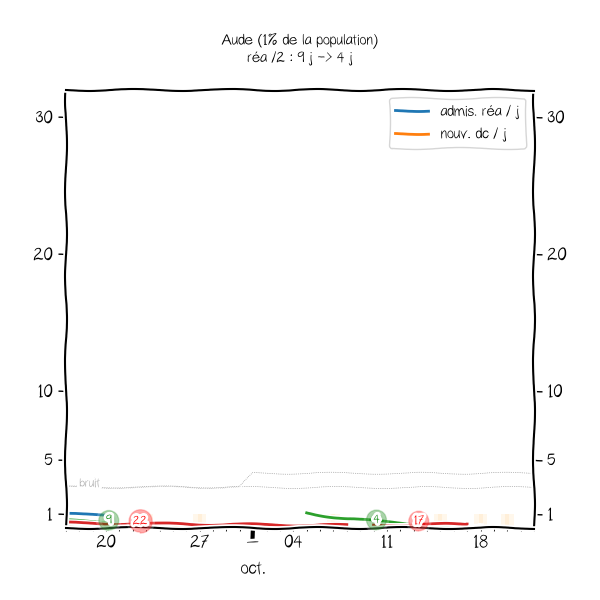 Aude (1% de la population)
réa /2 : 9 j -> 4 j
admis. réa / j
nouv. dc / j
30 30
20 20
10 10
5 5
bruit
1 1
9 22 4 17
20 27 04 11 18
oct.